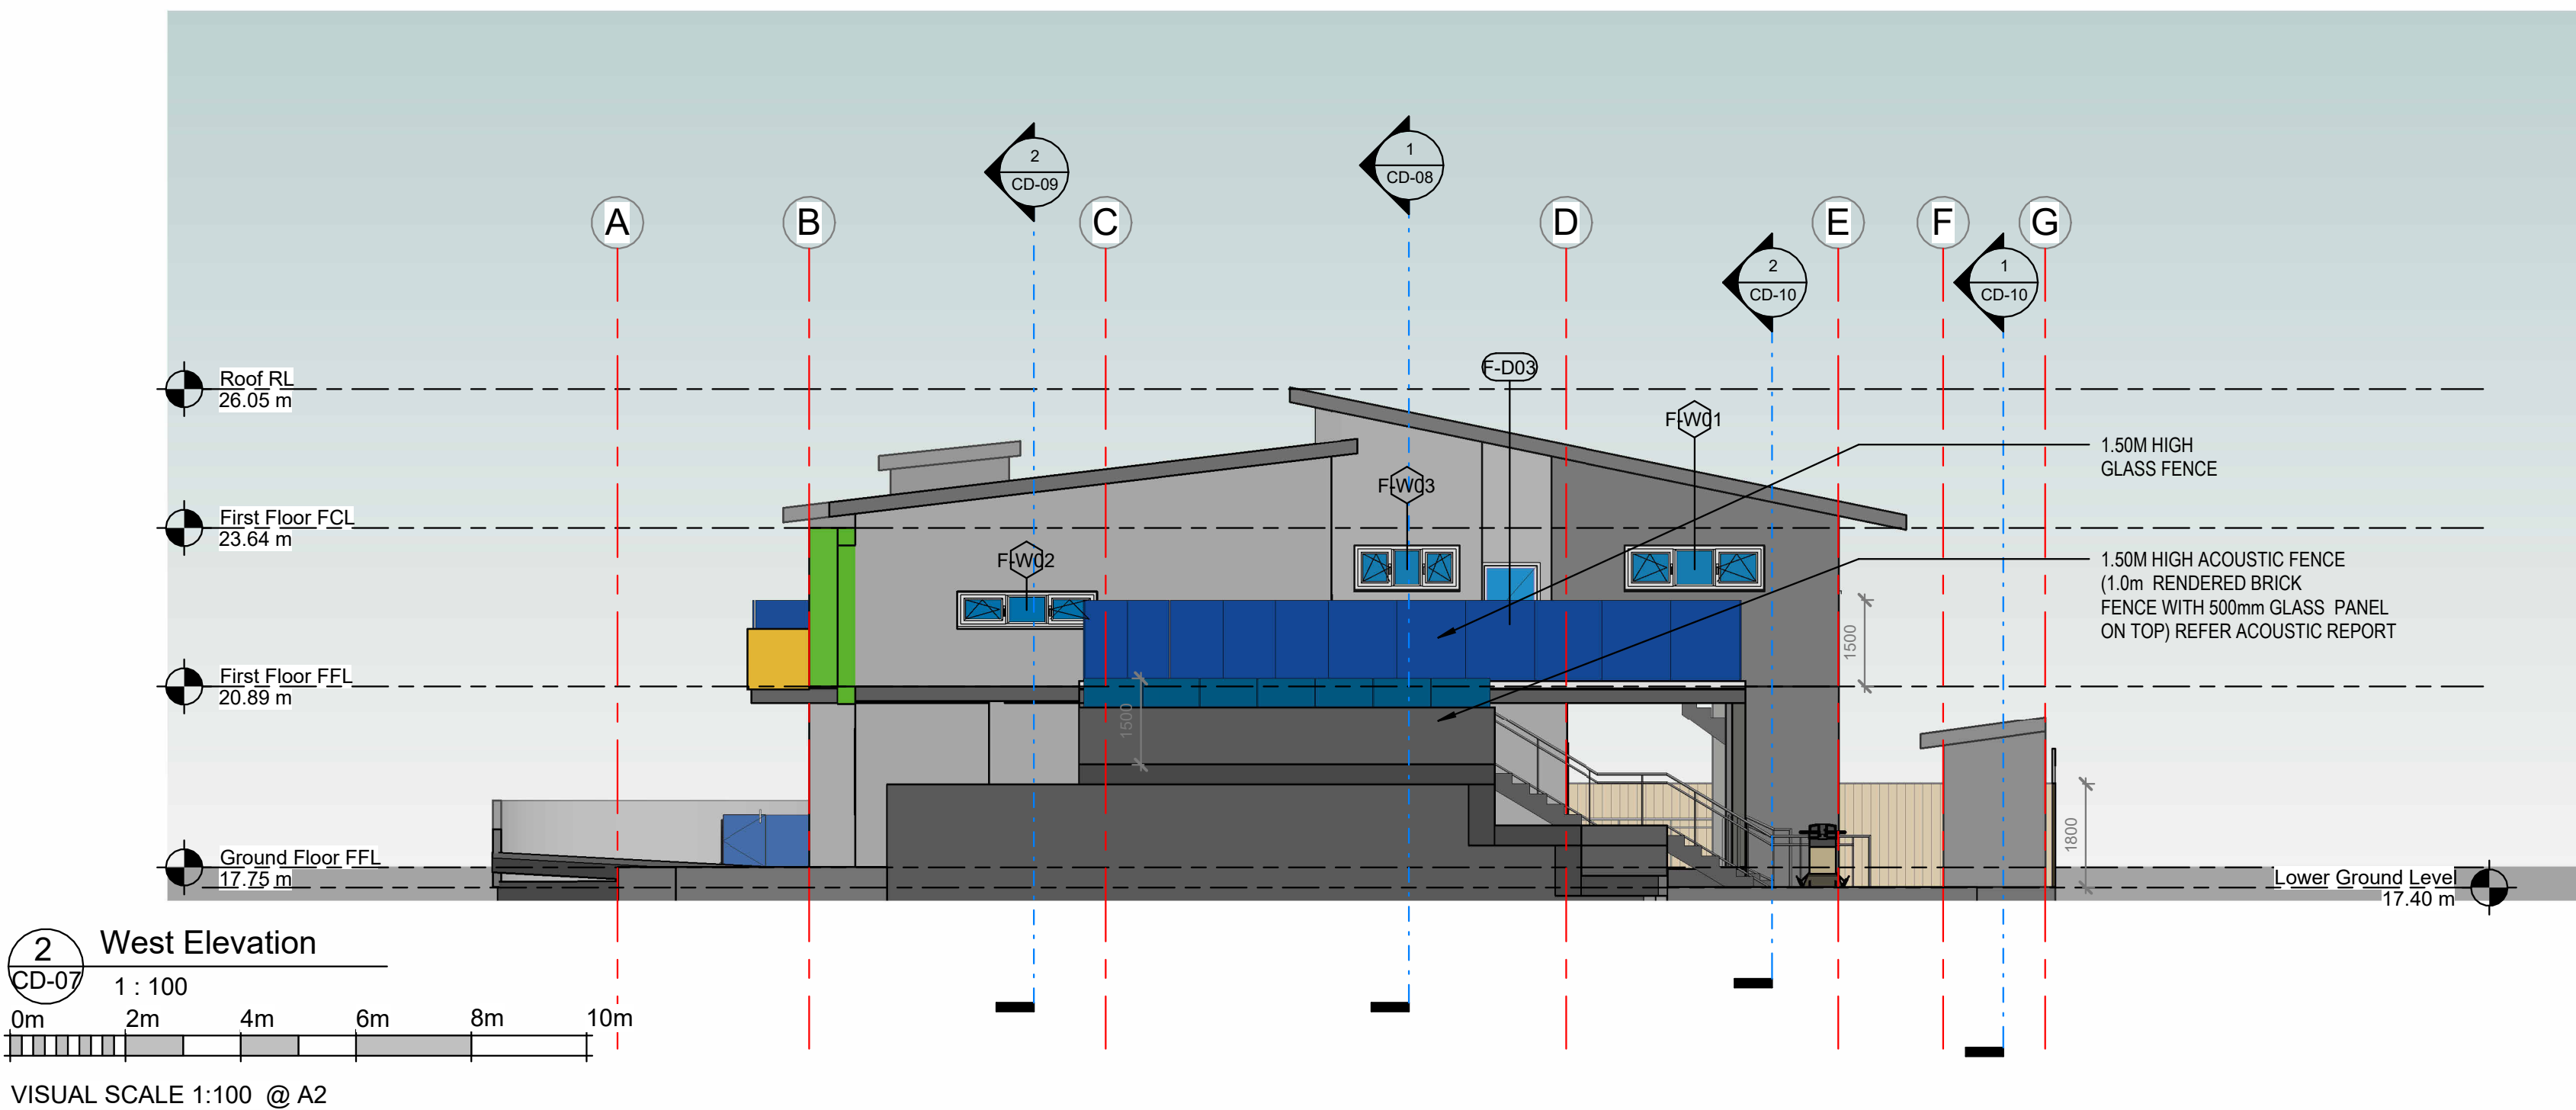 2
CD-09
1
CD-08
A
B
C
D
E
F
G
2
CD-10
1
CD-10
F-D03
Roof RL
26.05 m
F-W01
1.50M HIGH
GLASS FENCE
F-W03
First Floor FCL
23.64 m
F-W02
1.50M HIGH ACOUSTIC FENCE
(1.0m RENDERED BRICK
FENCE WITH 500mm GLASS PANEL
ON TOP) REFER ACOUSTIC REPORT
1500
First Floor FFL
20.89 m
1500
1800
Ground Floor FFL
17.75 m
Lower Ground Level
17.40 m
2
CD-07
West Elevation
1 : 100
0m 2m 4m 6m 8m 10m
VISUAL SCALE 1:100 @ A2